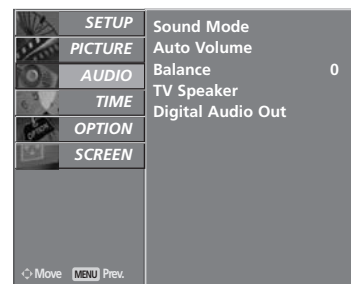 SETUP
PICTURE
AUDIO
TIME
OPTION
SCREEN
Sound Mode
Auto Volume
Balance 0
TV Speaker
Digital Audio Out
Move MENU Prev.